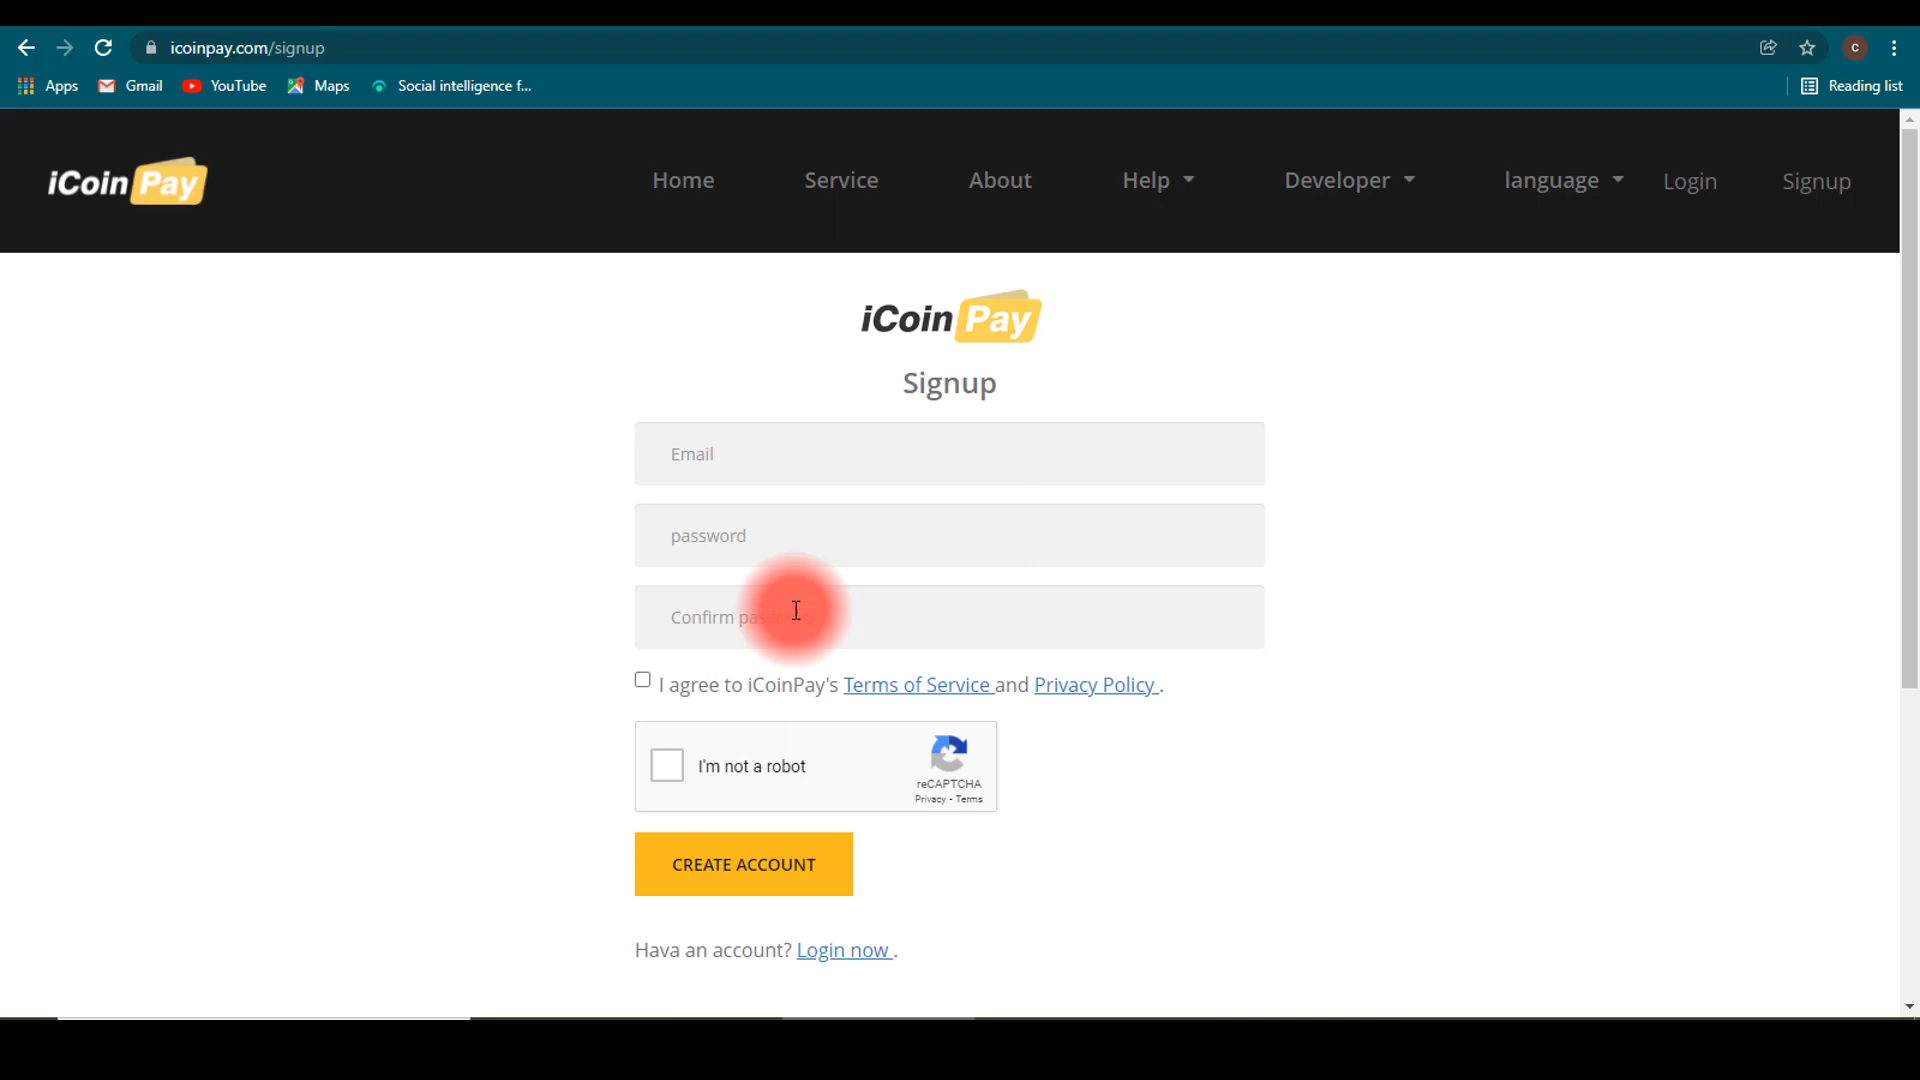 icoinpay.com/signup
C
Apps Gmail YouTube Maps Social intelligence f... Reading list
iCoin Pay Home Service About Help Developer language Login Signup
iCoin Pay
Signup
Email
password
Confirm password
I agree to iCoinPay's Terms of Service and Privacy Policy .
I'm not a robot
reCAPTCHA
Privacy - Terms
CREATE ACCOUNT
Hava an account? Login now .